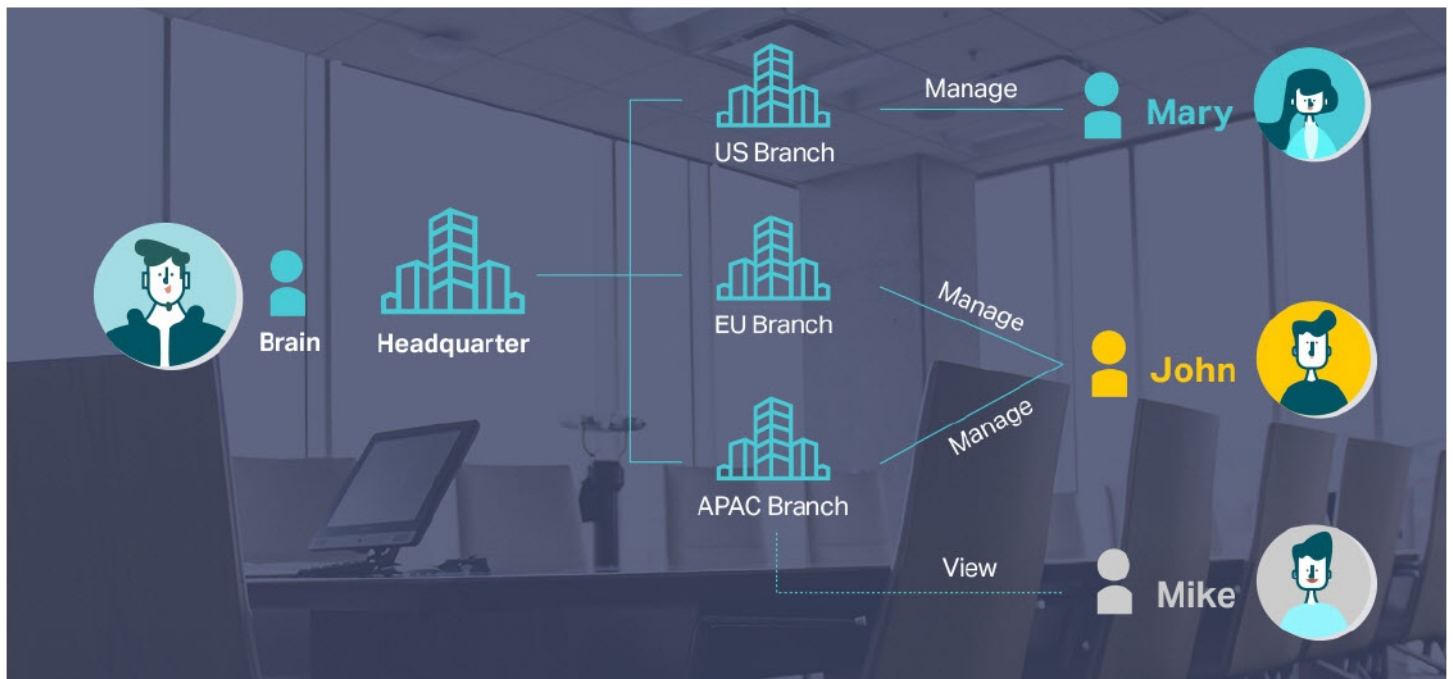 US Branch
Manage
Mary
Brain
Headquarter
EU Branch
Manage
John
Manage
APAC Branch
View
Mike